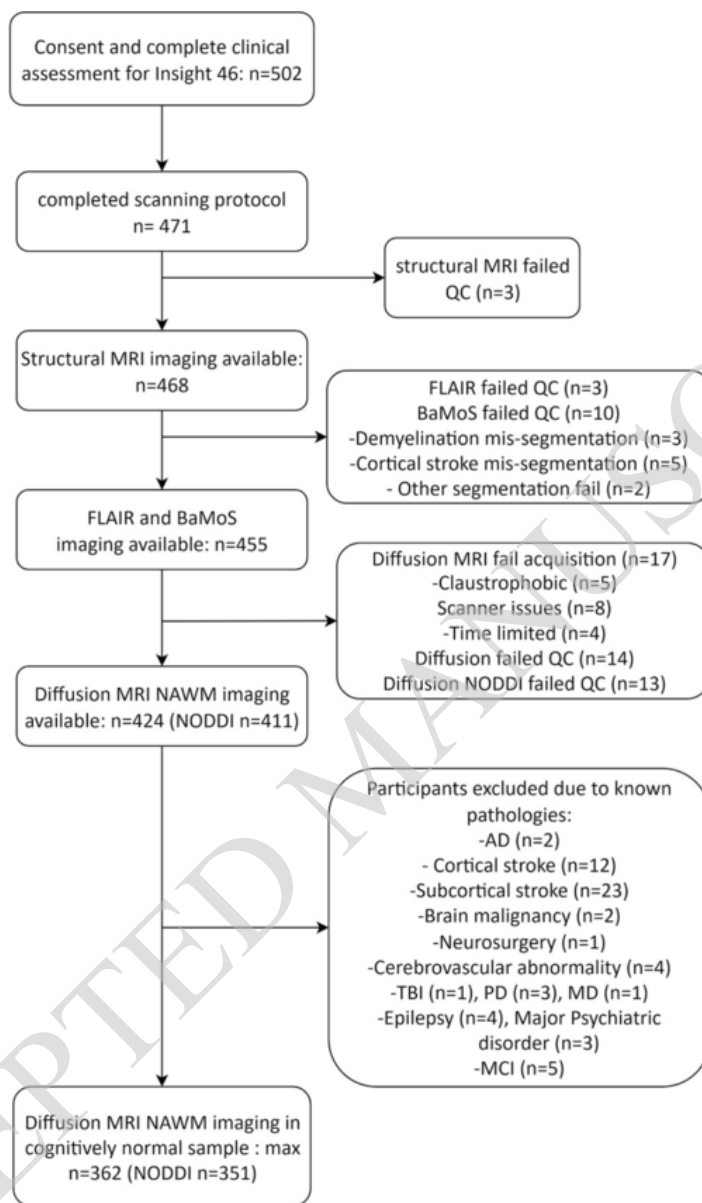 Consent and complete clinical
assessment for Insight 46: n=502
completed scanning protocol
n= 471
structural MRI failed
QC (n=3)
Structural MRI imaging available:
n=468
FLAIR failed QC (n=3)
BaMoS failed QC (n=10)
-Demyelination mis-segmentation (n=3)
-Cortical stroke mis-segmentation (n=5)
- Other segmentation fail (n=2)
FLAIR and BaMoS
imaging available: n=455
Diffusion MRI fail acquisition (n=17)
-Claustrophobic (n=5)
Scanner issues (n=8)
-Time limited (n=4)
Diffusion failed QC (n=14)
Diffusion NODDI failed QC (n=13)
Diffusion MRI NAWM imaging
available: n=424 (NODDI n=411)
Participants excluded due to known
pathologies:
-AD (n=2)
- Cortical stroke (n=12)
-Subcortical stroke (n=23)
-Brain malignancy (n=2)
-Neurosurgery (n=1)
-Cerebrovascular abnormality (n=4)
-TBI (n=1), PD (n=3), MD (n=1)
-Epilepsy (n=4), Major Psychiatric
disorder (n=3)
-MCI (n=5)
Diffusion MRI NAWM imaging in
cognitively normal sample : max
n=362 (NODDI n=351)
EPTED MANUSC